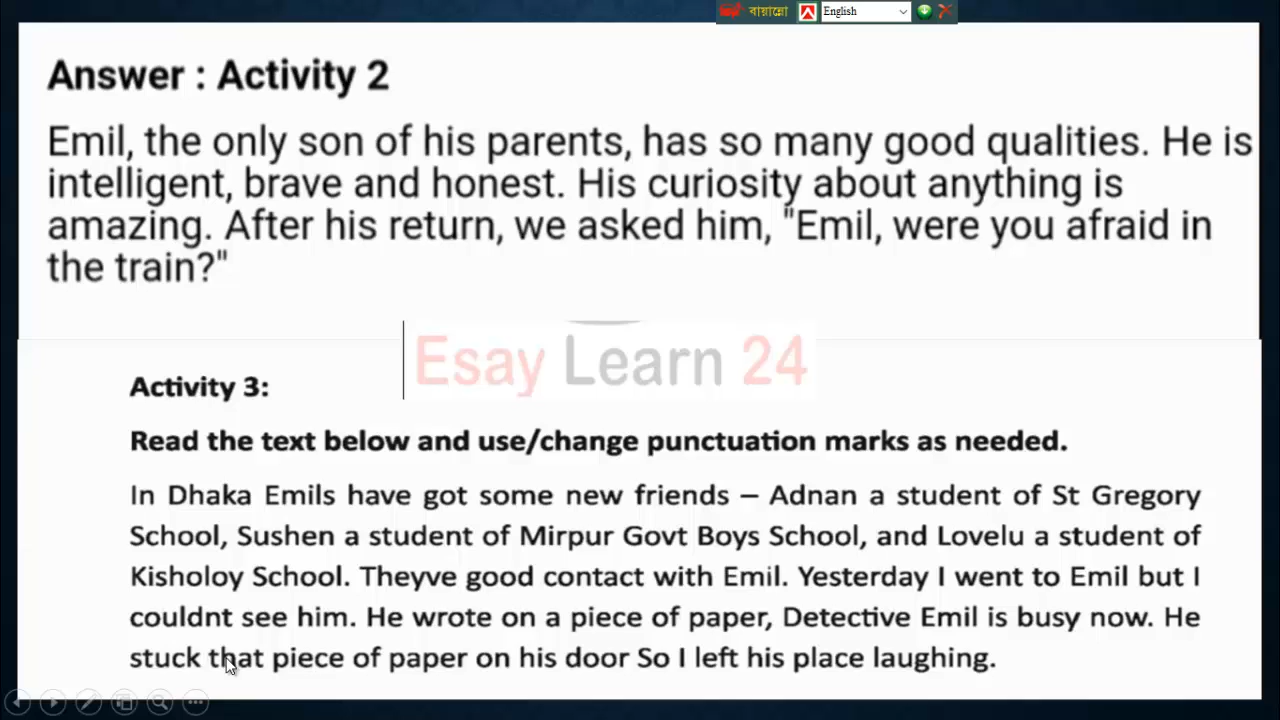 বায়ান্নো English
Answer : Activity 2
Emil, the only son of his parents, has so many good qualities. He is
intelligent, brave and honest. His curiosity about anything is
amazing. After his return, we asked him, "Emil, were you afraid in
the train?"
Esay Learn 24
Activity 3:
Read the text below and use/change punctuation marks as needed.
In Dhaka Emils have got some new friends – Adnan a student of St Gregory
School, Sushen a student of Mirpur Govt Boys School, and Lovelu a student of
Kisholoy School. Theyve good contact with Emil. Yesterday I went to Emil but I
couldnt see him. He wrote on a piece of paper, Detective Emil is busy now. He
stuck that piece of paper on his door So I left his place laughing.